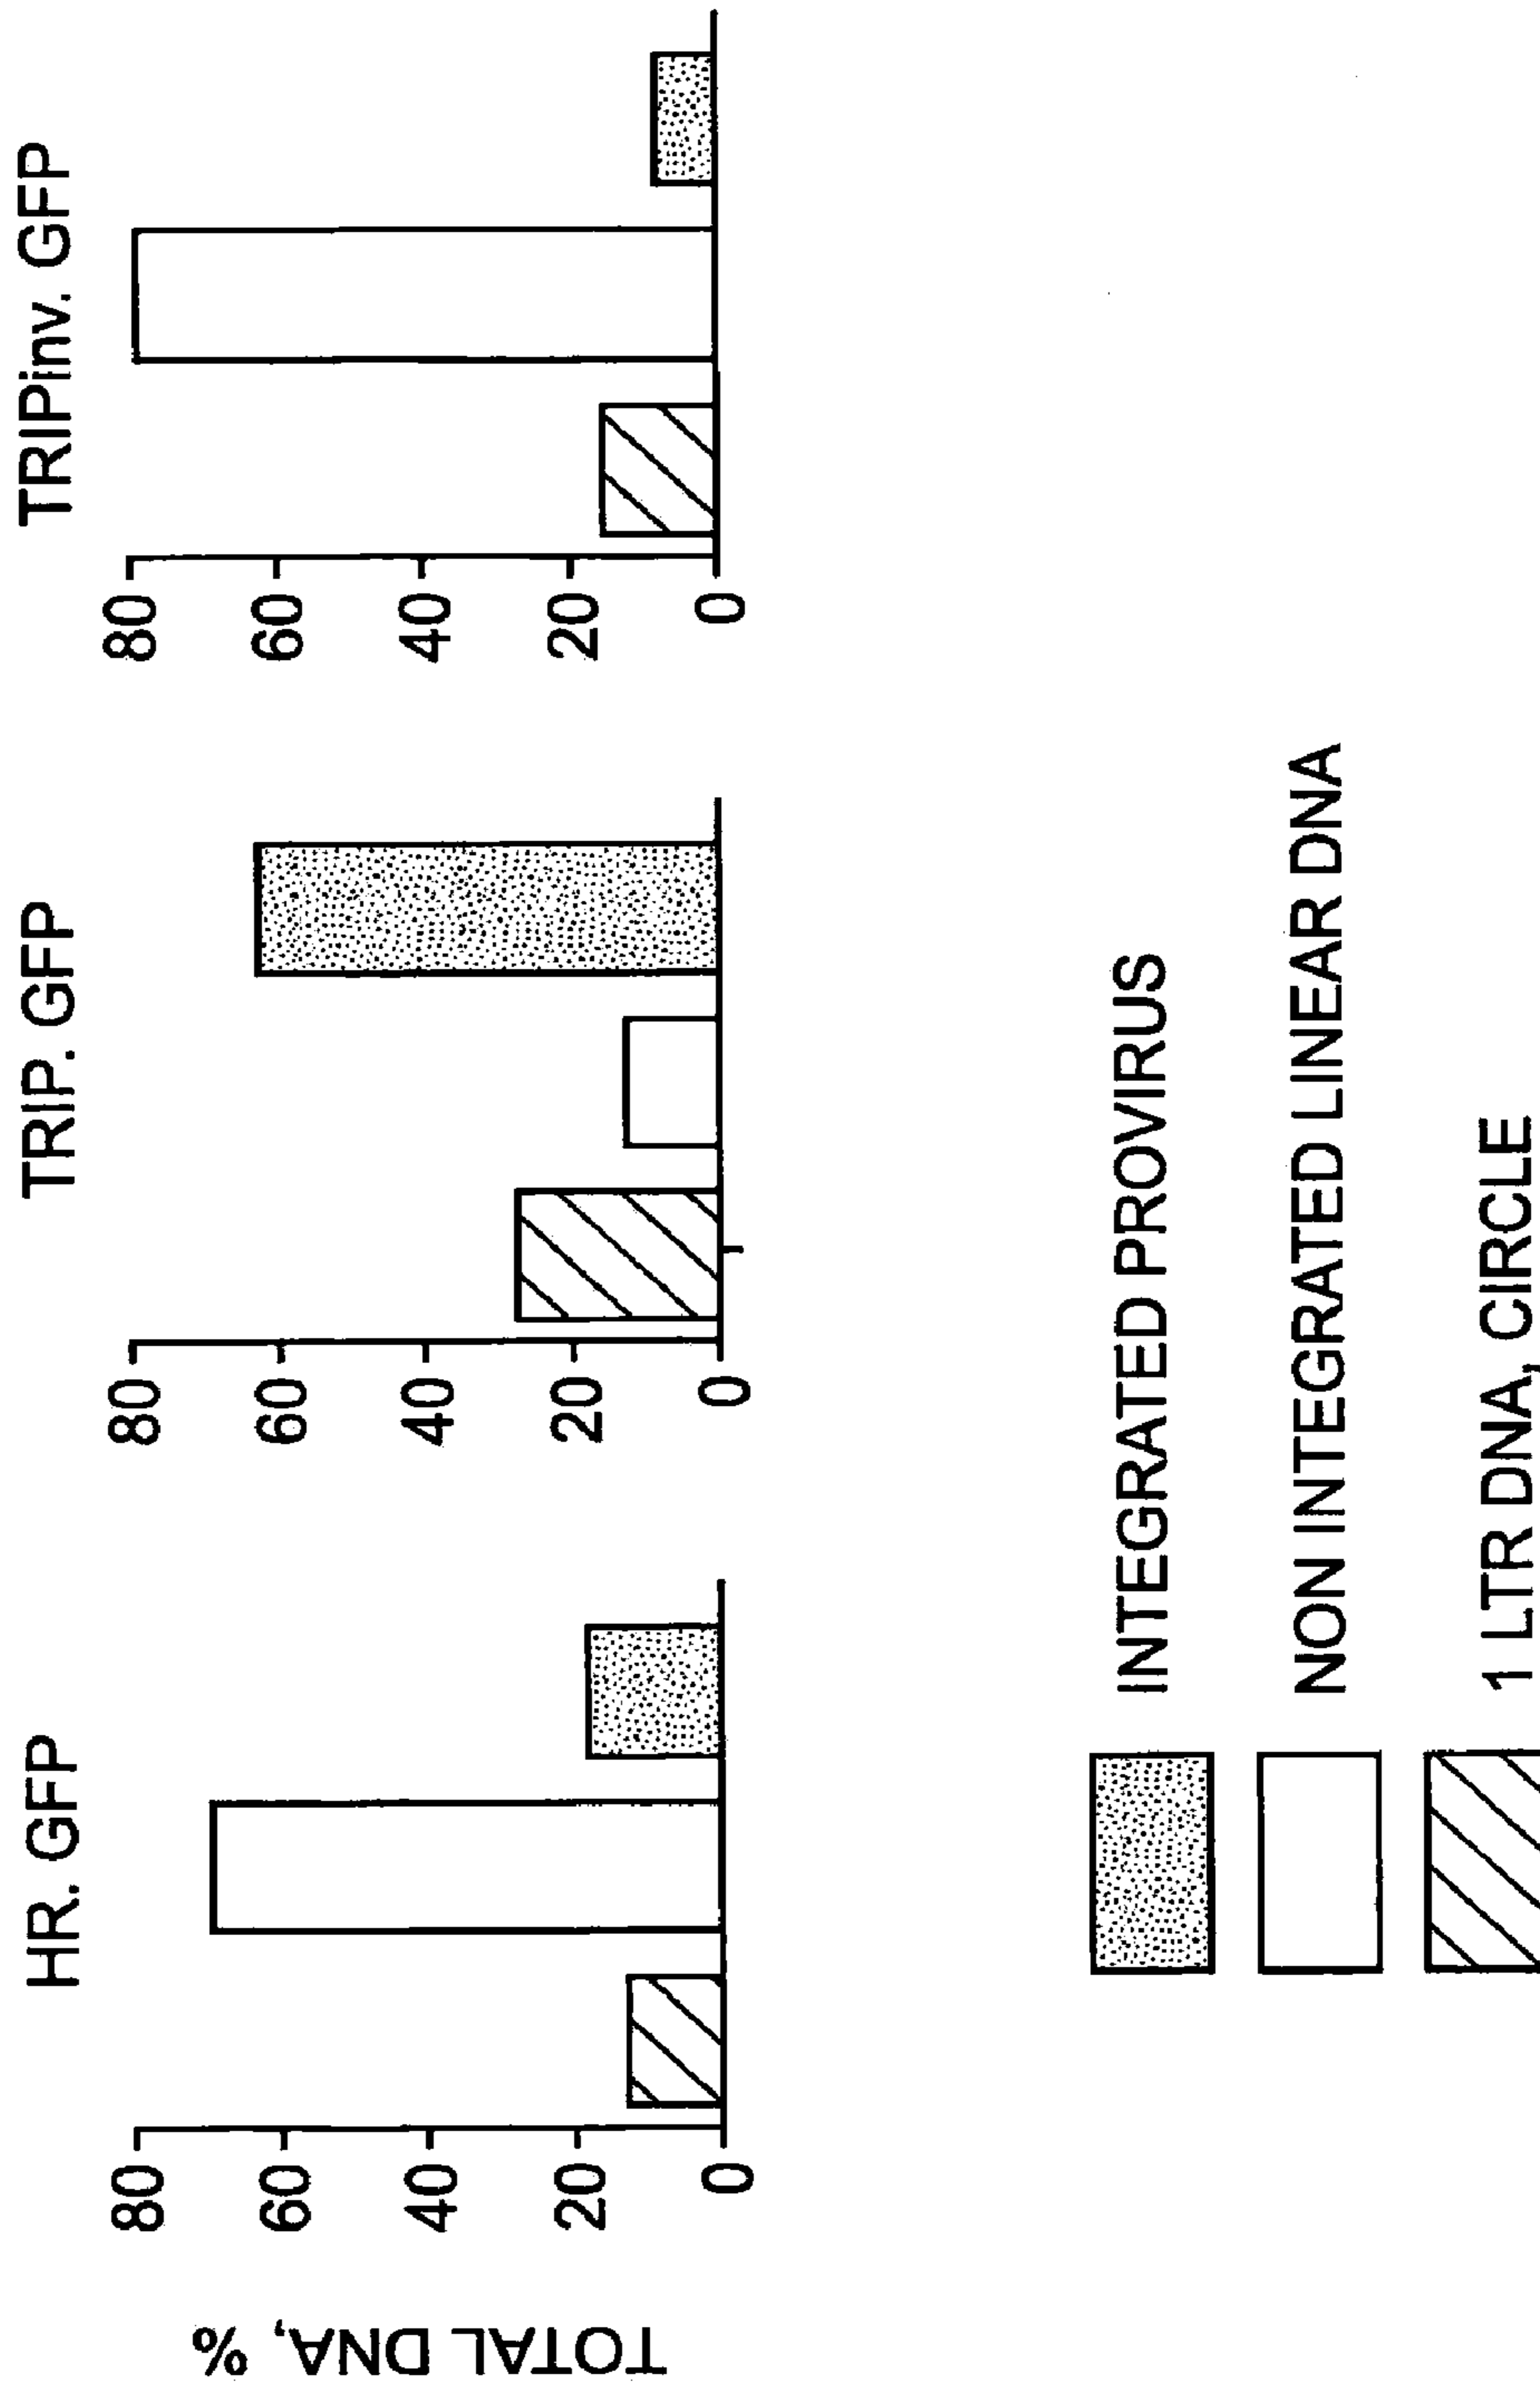 HR. GFP
TRIP. GFP
TRIPinv. GFP
TOTAL DNA, %
80
60
40
20
0
80
60
40
20
0
80
60
40
20
0
INTEGRATED PROVIRUS
NON INTEGRATED LINEAR DNA
1 LTR DNA, CIRCLE